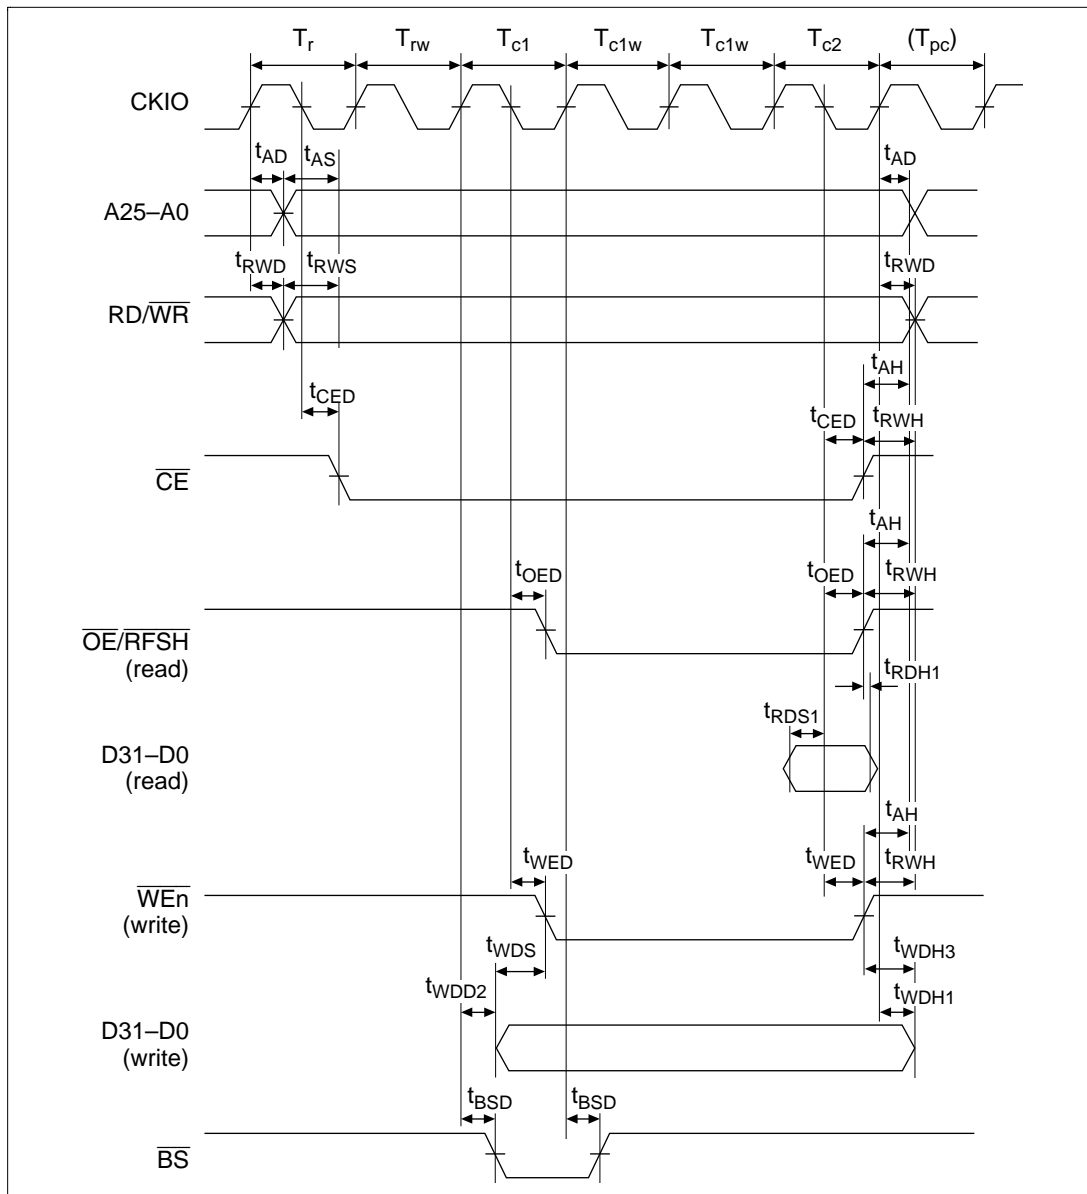 Tr Trw Tc1 Tc1w Tc1w Tc2 (Tpc)
CKIO
tAD tAS tAD
A25–A0
tRWD tRWS tRWD
RD/WR
tAH
tCED tCED tRWH
CE
tAH
tOED tOED tRWH
OE/RFSH
(read)
tRDH1
tRDS1
D31–D0
(read)
tAH
tWED tWED tRWH
WEn
(write)
tWDS tWDH3
tWDD2 tWDH1
D31–D0
(write)
tBSD tBSD
BS